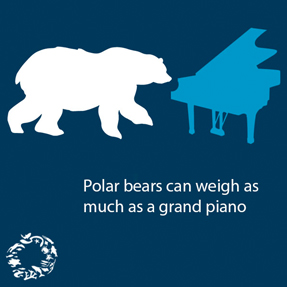 Polar bears can weigh as
much as a grand piano